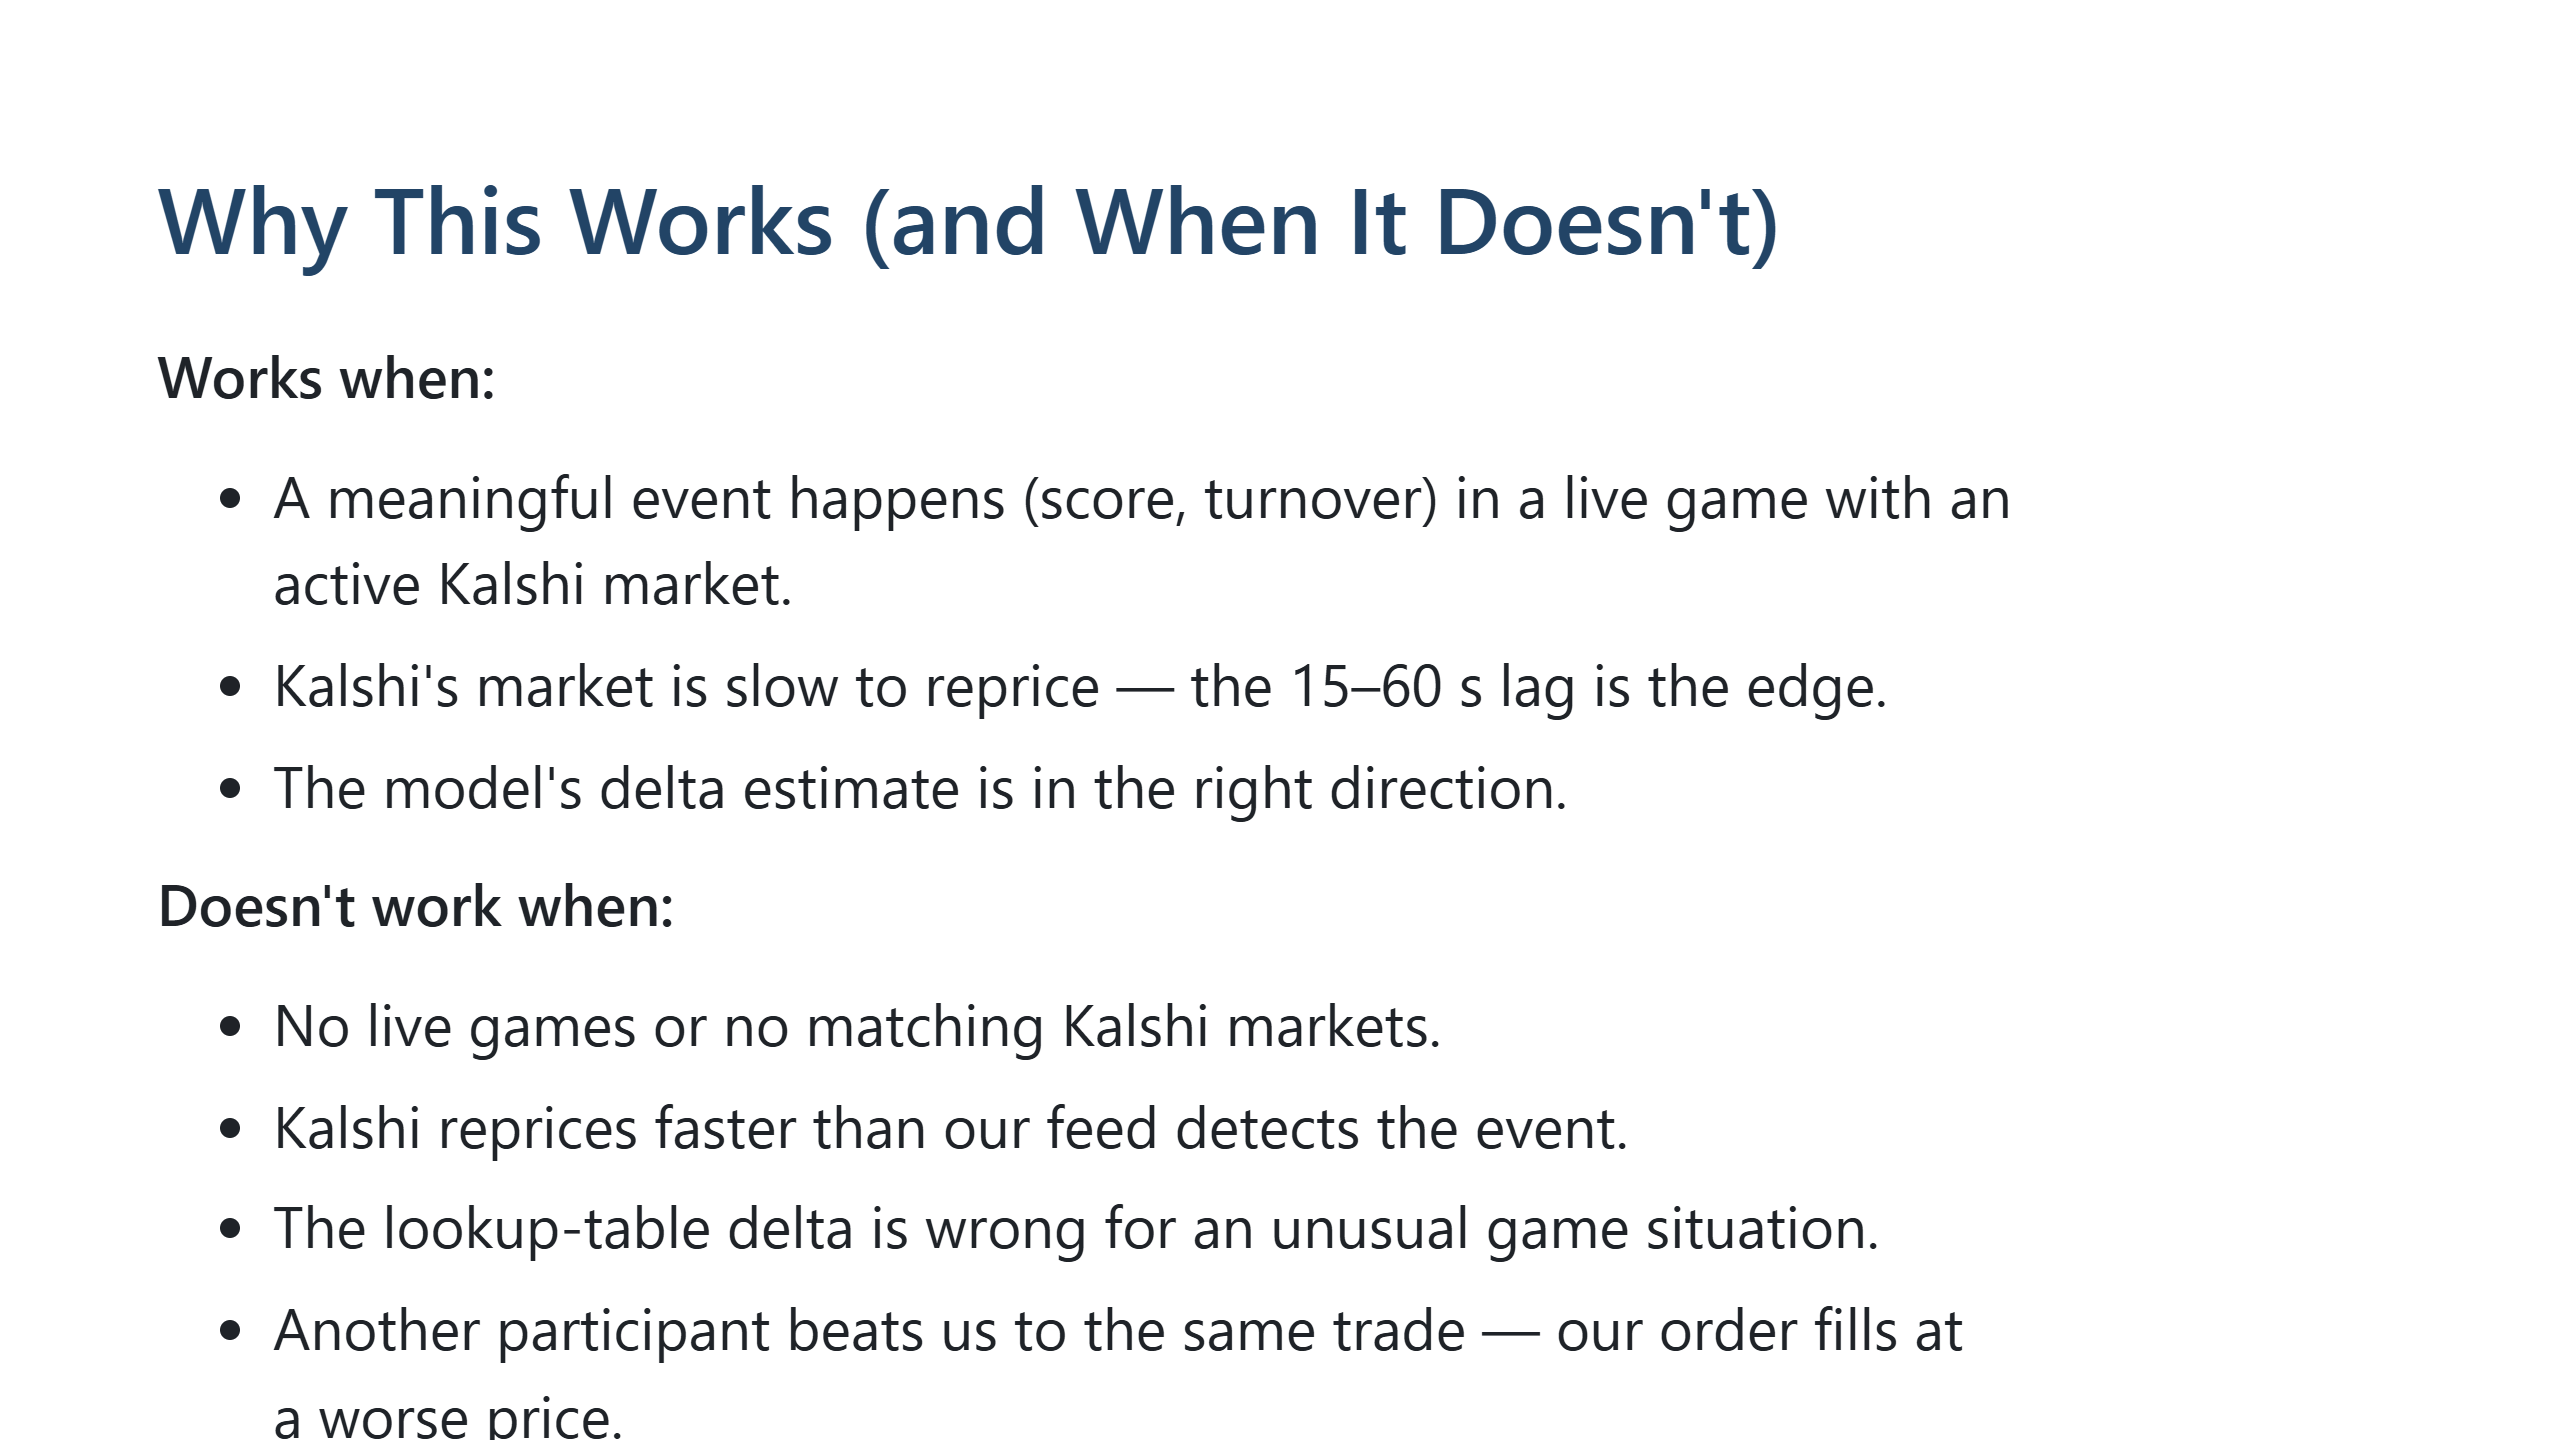 Why This Works (and When It Doesn't)
Works when:
• A meaningful event happens (score, turnover) in a live game with an
active Kalshi market.
• Kalshi's market is slow to reprice — the 15–60 s lag is the edge.
• The model's delta estimate is in the right direction.
Doesn't work when:
• No live games or no matching Kalshi markets.
• Kalshi reprices faster than our feed detects the event.
• The lookup-table delta is wrong for an unusual game situation.
• Another participant beats us to the same trade — our order fills at
a worse price.